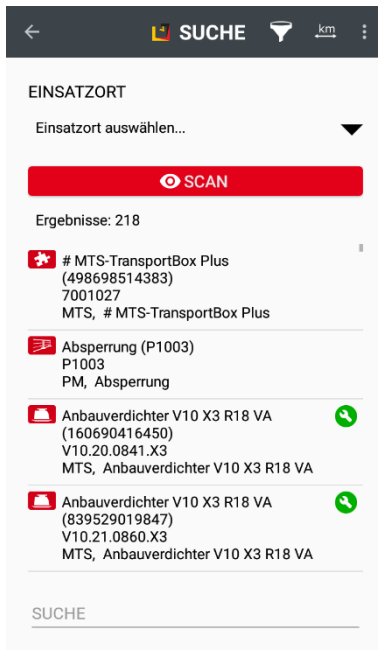 SUCHE
km
EINSATZORT
Einsatzort auswählen...
SCAN
Ergebnisse: 218
# MTS-TransportBox Plus
(498698514383)
7001027
MTS, # MTS-TransportBox Plus
Absperrung (P1003)
P1003
PM, Absperrung
Anbauverdichter V10 X3 R18 VA
(160690416450)
V10.20.0841.X3
MTS, Anbauverdichter V10 X3 R18 VA
Anbauverdichter V10 X3 R18 VA
(839529019847)
V10.21.0860.X3
MTS, Anbauverdichter V10 X3 R18 VA
SUCHE